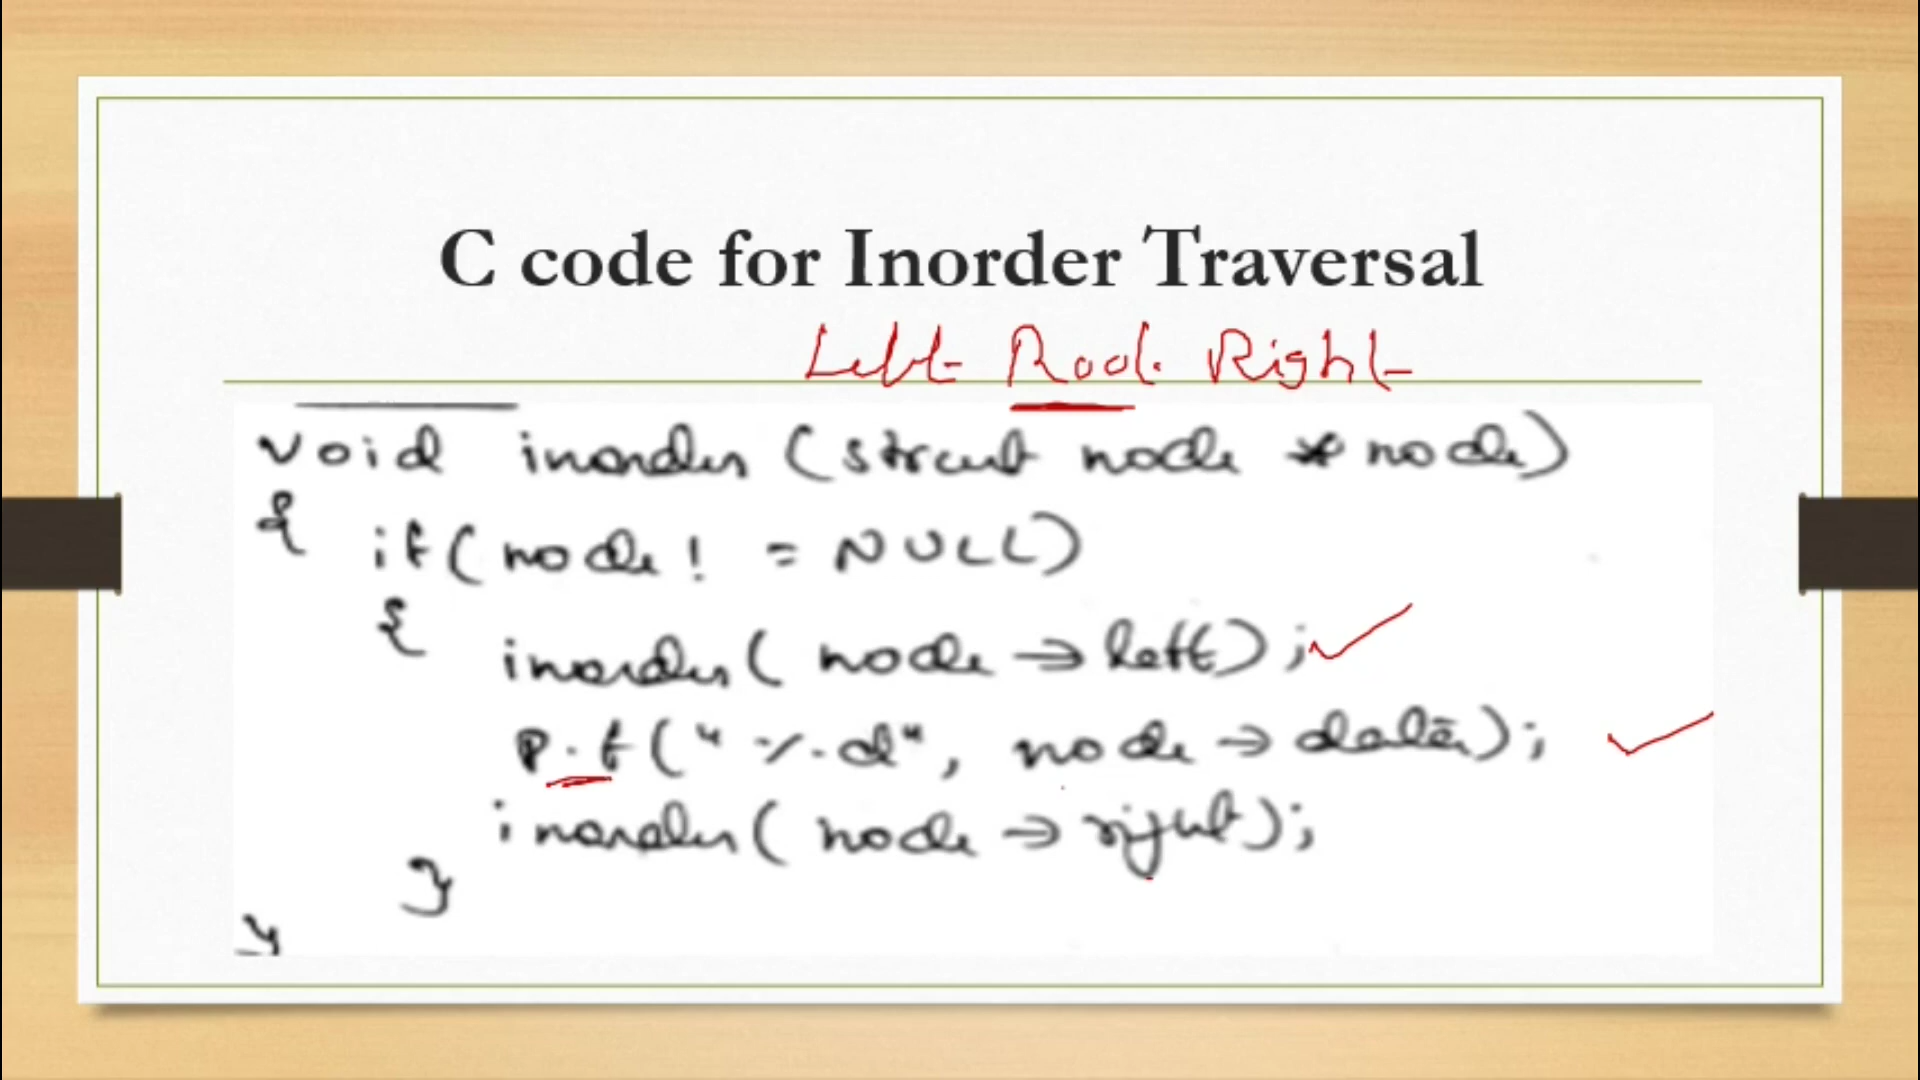 C code for Inorder Traversal
Left Root Right
void inorder (struct node * node)
{ if(node! = NULL)
{ inorder( node → left);
P.f("%d", node → data);
inorder( node → right);
}
}